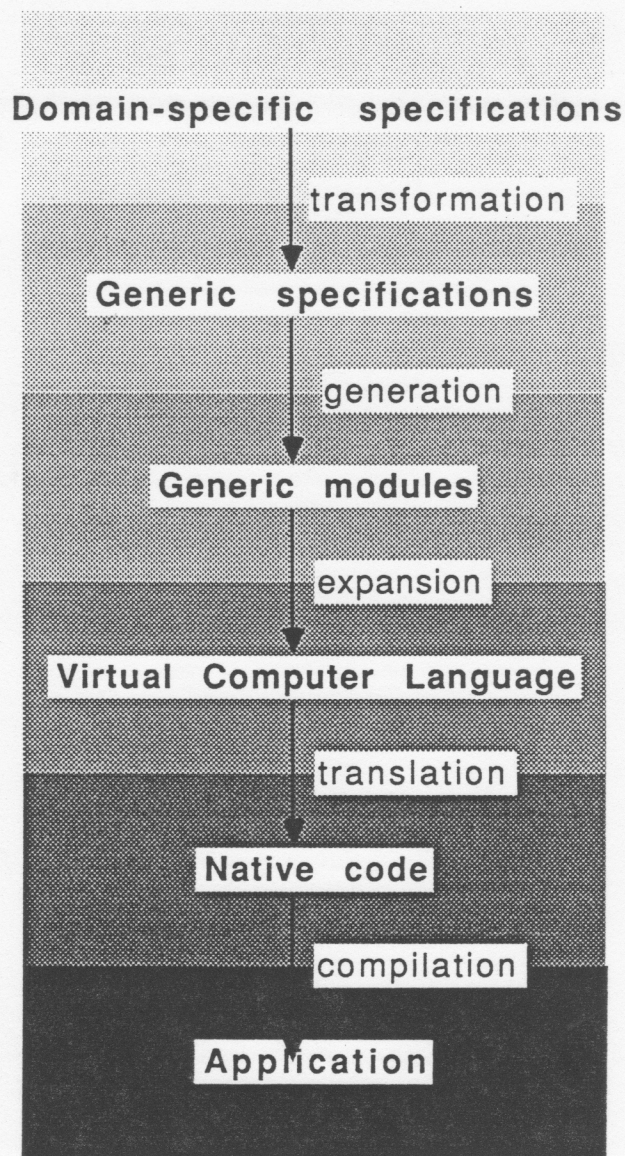 Domain-specific specifications
transformation
Generic specifications
generation
Generic modules
expansion
Virtual Computer Language
translation
Native code
compilation
Application